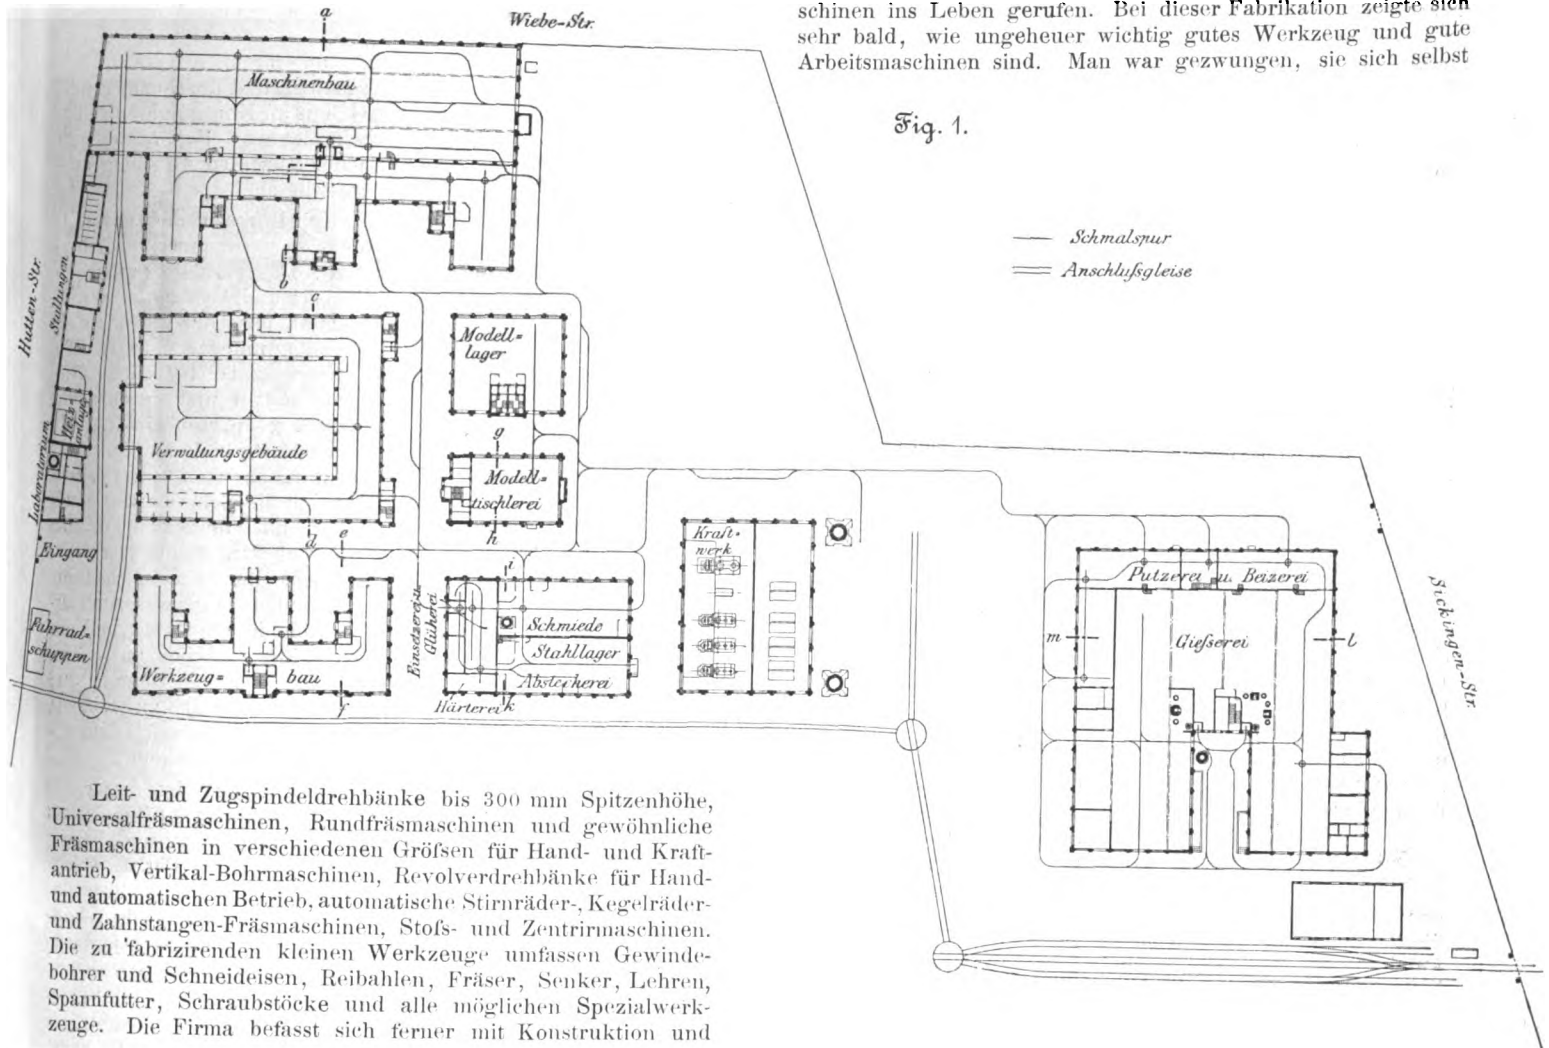 schinen ins Leben gerufen. Bei dieser Fabrikation zeigte sich
sehr bald, wie ungeheuer wichtig gutes Werkzeug und gute
Arbeitsmaschinen sind. Man war gezwungen, sie sich selbst
Fig. 1.
Schmalspur
Anschlußgleise
a
Wiebe-Str.
Maschinenbau
Hutten-Str.
Stallungen
b
c
Modell=
lager
Verwaltungsgebäude
g
Modell=
tischlerei
h
Laboratorium
Heiz=
anlage
Eingang
d
e
Fahrrad=
schuppen
Werkzeug= bau
f
Einsetzerei u.
Glüherei
i
Schmiede
Stahllager
Abstecherei
Härterei
k
Kraft=
werk
Putzerei u. Beizerei
m
Gießerei
l
Sickingen-Str.
Leit- und Zugspindeldrehbänke bis 300 mm Spitzenhöhe,
Universalfräsmaschinen, Rundfräsmaschinen und gewöhnliche
Fräsmaschinen in verschiedenen Gröſsen für Hand- und Kraft-
antrieb, Vertikal-Bohrmaschinen, Revolverdrehbänke für Hand-
und automatischen Betrieb, automatische Stirnräder-, Kegelräder-
und Zahnstangen-Fräsmaschinen, Stoſs- und Zentrirmaschinen.
Die zu fabrizirenden kleinen Werkzeuge umfassen Gewinde-
bohrer und Schneideisen, Reibahlen, Fräser, Senker, Lehren,
Spannfutter, Schraubstöcke und alle möglichen Spezialwerk-
zeuge. Die Firma befasst sich ferner mit Konstruktion und